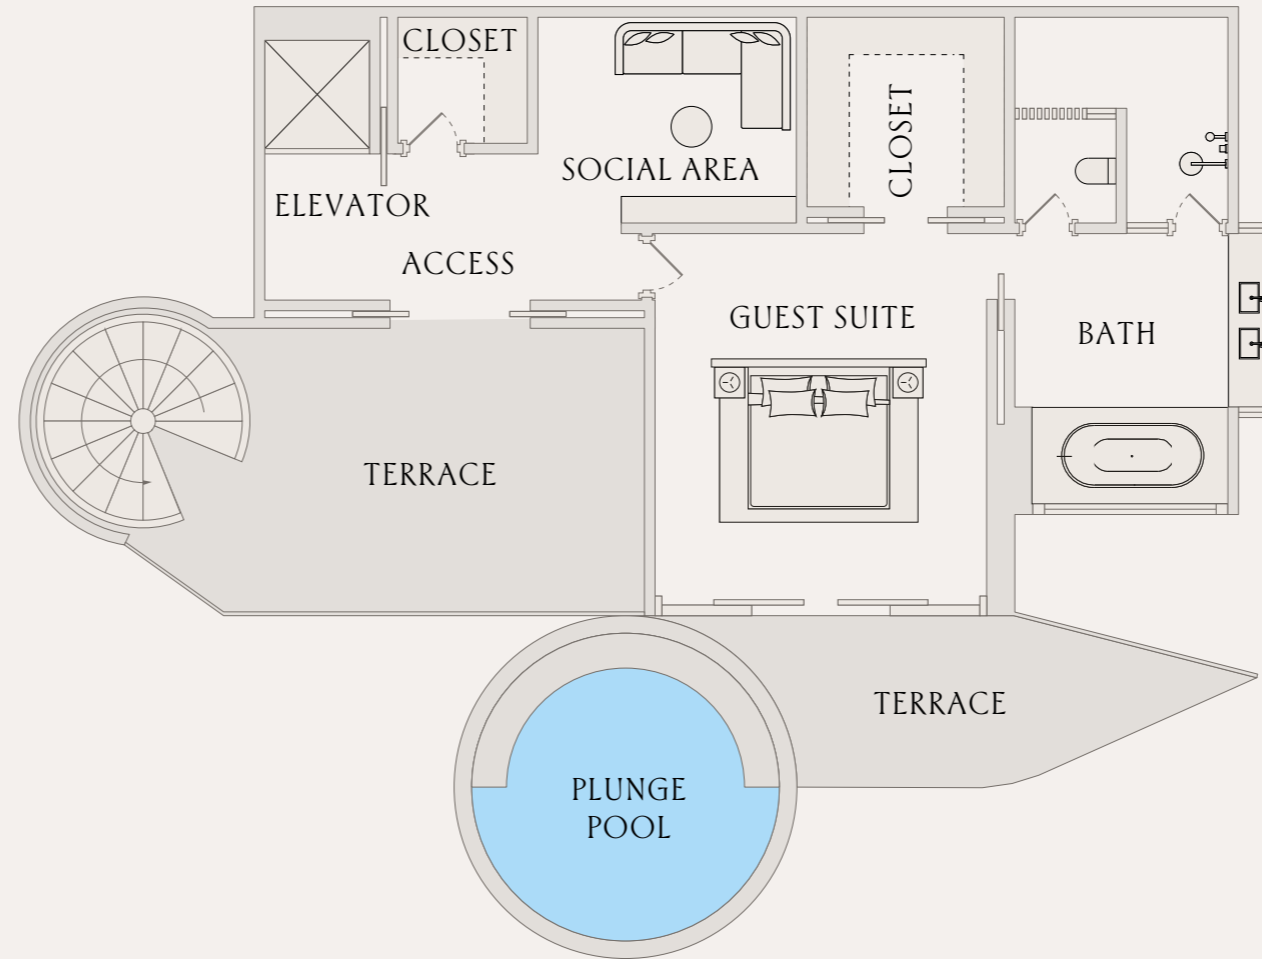 CLOSET
CLOSET
SOCIAL AREA
ELEVATOR
ACCESS
GUEST SUITE
BATH
TERRACE
TERRACE
PLUNGE
POOL